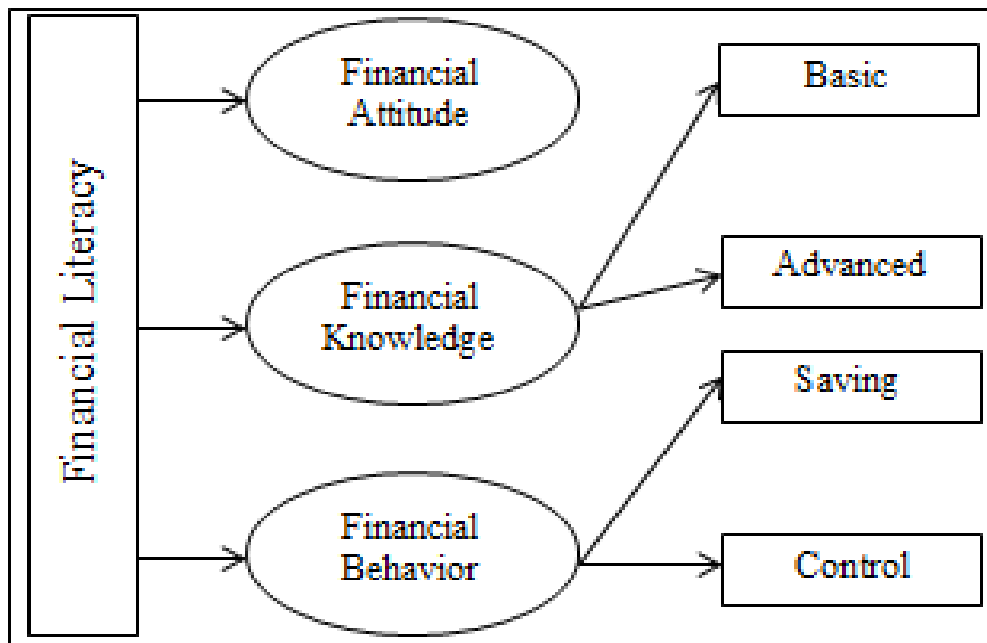 Financial Literacy
Financial
Attitude
Financial
Knowledge
Financial
Behavior
Basic
Advanced
Saving
Control